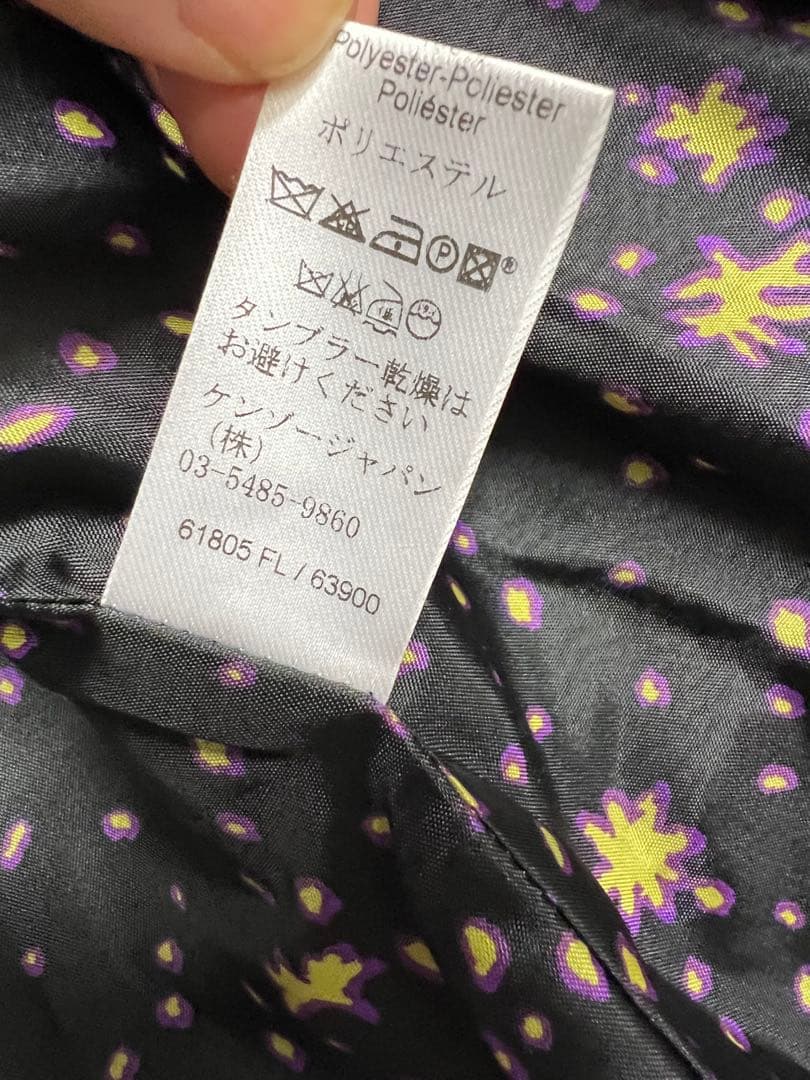 Polyester-Poliester
Poliéster
ポリエステル
P
®
タンブラー乾燥は
お避けください
ケンゾージャパン
(株)
03-5485-9860
61805 FL / 63900